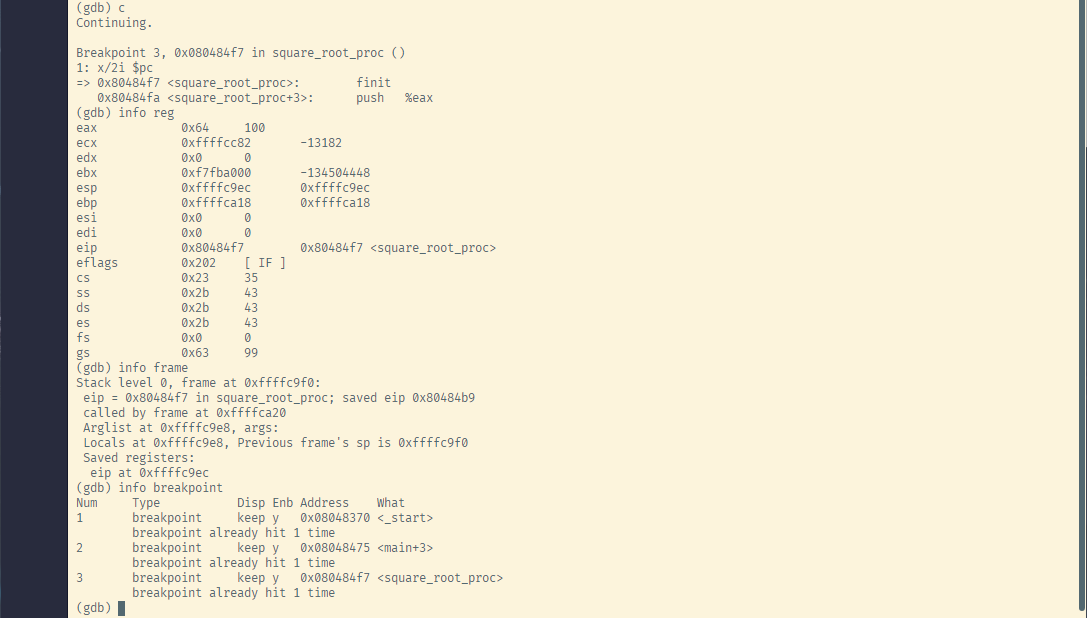 (gdb) c
Continuing.
Breakpoint 3, 0x080484f7 in square_root_proc ()
1: x/2i $pc
=> 0x80484f7 <square_root_proc>:        finit
   0x80484fa <square_root_proc+3>:      push   %eax
(gdb) info reg
eax            0x64     100
ecx            0xffffcc82       -13182
edx            0x0      0
ebx            0xf7fba000       -134504448
esp            0xffffc9ec       0xffffc9ec
ebp            0xffffca18       0xffffca18
esi            0x0      0
edi            0x0      0
eip            0x80484f7        0x80484f7 <square_root_proc>
eflags         0x202    [ IF ]
cs             0x23     35
ss             0x2b     43
ds             0x2b     43
es             0x2b     43
fs             0x0      0
gs             0x63     99
(gdb) info frame
Stack level 0, frame at 0xffffc9f0:
 eip = 0x80484f7 in square_root_proc; saved eip 0x80484b9
 called by frame at 0xffffca20
 Arglist at 0xffffc9e8, args:
 Locals at 0xffffc9e8, Previous frame's sp is 0xffffc9f0
 Saved registers:
  eip at 0xffffc9ec
(gdb) info breakpoint
Num     Type           Disp Enb Address    What
1       breakpoint     keep y   0x08048370 <_start>
        breakpoint already hit 1 time
2       breakpoint     keep y   0x08048475 <main+3>
        breakpoint already hit 1 time
3       breakpoint     keep y   0x080484f7 <square_root_proc>
        breakpoint already hit 1 time
(gdb)